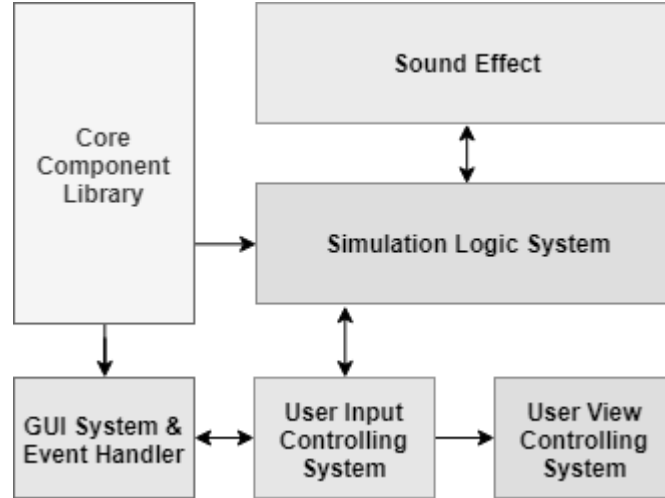 Core
Component
Library
Sound Effect
Simulation Logic System
GUI System &
Event Handler
User Input
Controlling
System
User View
Controlling
System